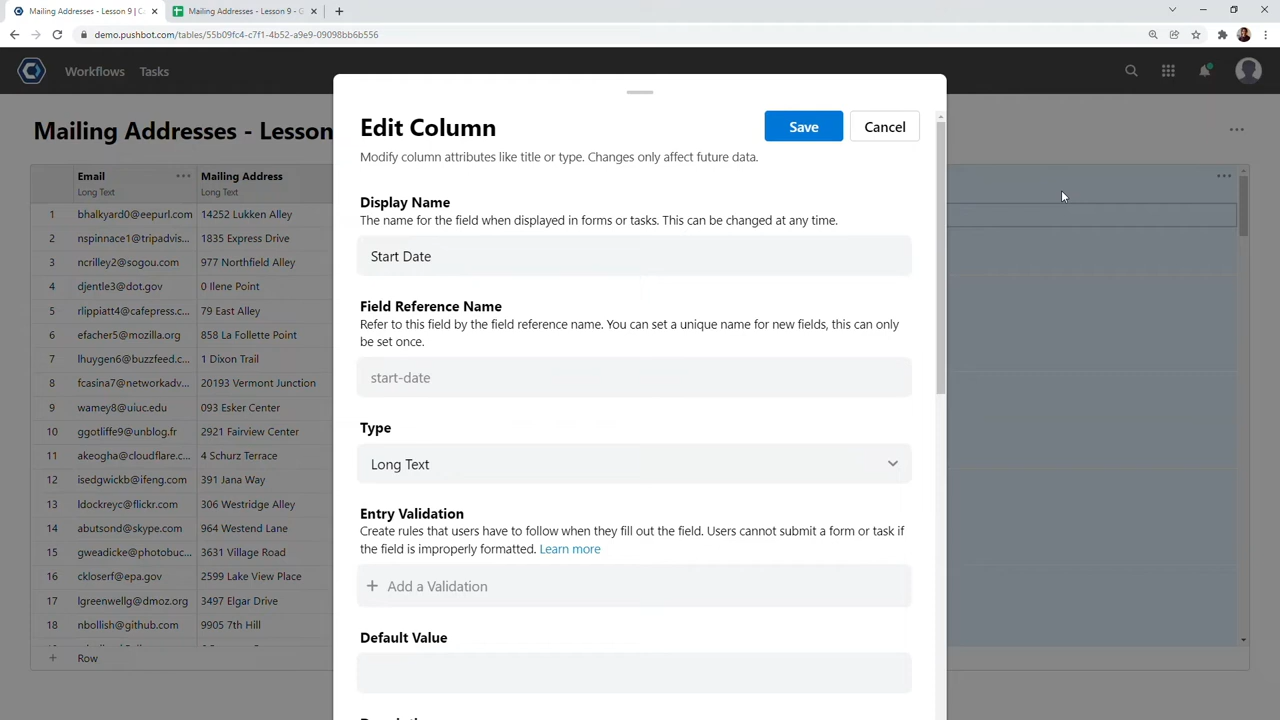 Mailing Addresses - Lesson 9 | Ca
Mailing Addresses - Lesson 9 - G
demo.pushbot.com/tables/55b09fc4-c7f1-4b52-a9e9-09098bb6b556
Workflows Tasks
Mailing Addresses - Lesson
Email
Long Text
Mailing Address
Long Text
1 bhalkyard0@eepurl.com 14252 Lukken Alley
2 nspinnace1@tripadvis... 1835 Express Drive
3 ncrilley2@sogou.com 977 Northfield Alley
4 djentle3@dot.gov 0 Ilene Point
5 rlippiatt4@cafepress.c... 79 East Alley
6 efacher5@mozilla.org 858 La Follette Point
7 lhuygen6@buzzfeed.c... 1 Dixon Trail
8 fcasina7@networkadv... 20193 Vermont Junction
9 wamey8@uiuc.edu 093 Esker Center
10 ggotliffe9@unblog.fr 2921 Fairview Center
11 akeogha@cloudflare.c... 4 Schurz Terrace
12 isedgwickb@ifeng.com 391 Jana Way
13 ldockreyc@flickr.com 306 Westridge Alley
14 abutsond@skype.com 964 Westend Lane
15 gweadicke@photobuc... 3631 Village Road
16 ckloserf@epa.gov 2599 Lake View Place
17 lgreenwellg@dmoz.org 3497 Elgar Drive
18 nbollish@github.com 9905 7th Hill
+ Row
Edit Column
Save
Cancel
Modify column attributes like title or type. Changes only affect future data.
Display Name
The name for the field when displayed in forms or tasks. This can be changed at any time.
Start Date
Field Reference Name
Refer to this field by the field reference name. You can set a unique name for new fields, this can only
be set once.
start-date
Type
Long Text
Entry Validation
Create rules that users have to follow when they fill out the field. Users cannot submit a form or task if
the field is improperly formatted. Learn more
+ Add a Validation
Default Value